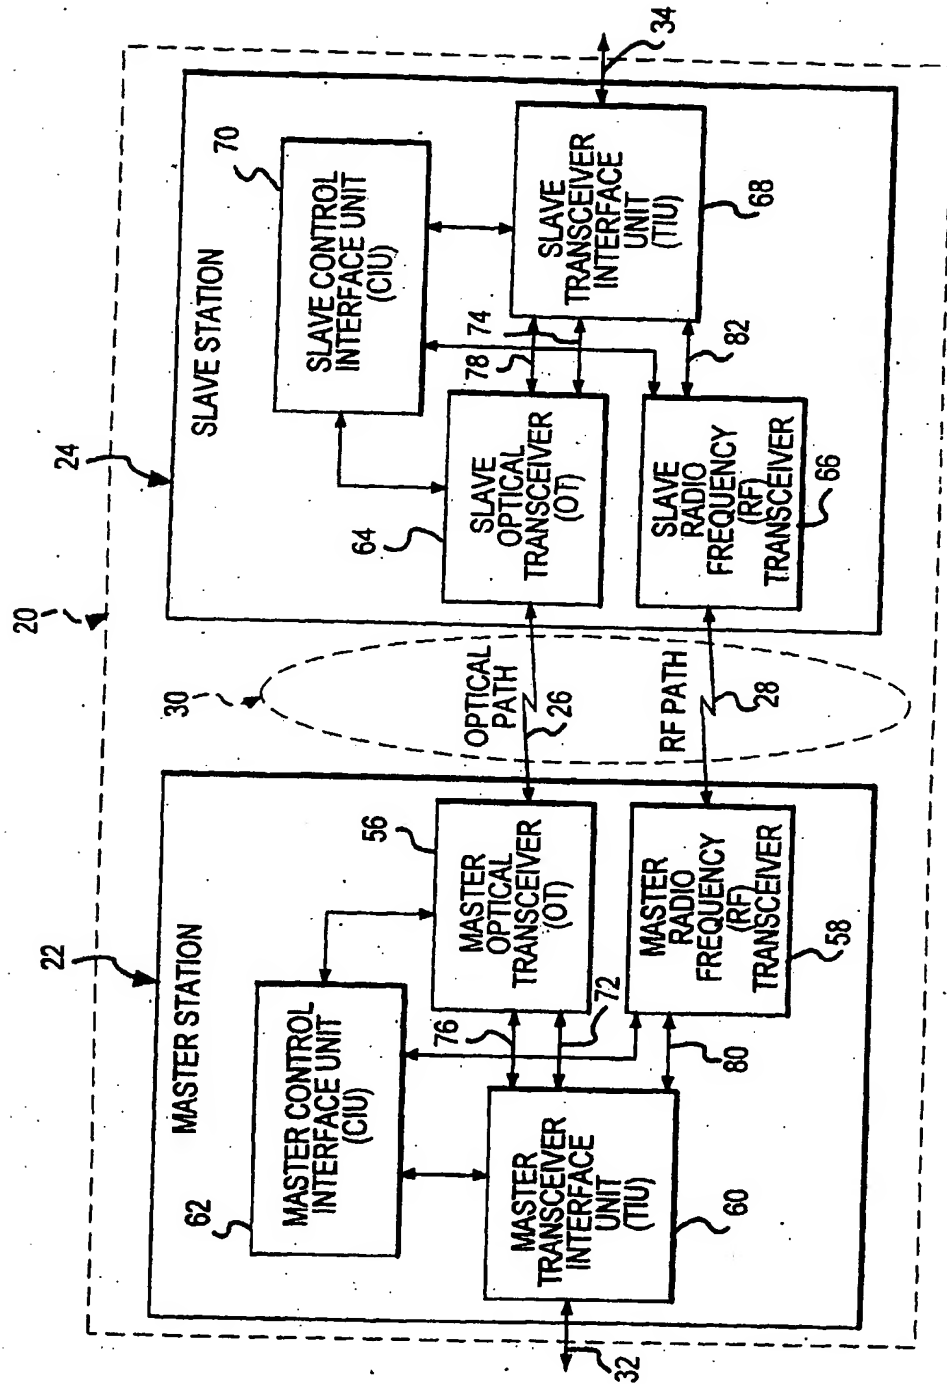 20
22
MASTER STATION
62
MASTER CONTROL
INTERFACE UNIT
(CIU)
56
MASTER
OPTICAL
TRANSCEIVER
(OT)
76
72
MASTER
TRANSCEIVER
INTERFACE
UNIT
(TIU)
60
80
MASTER
RADIO
FREQUENCY
(RF)
TRANSCEIVER
58
32
30
OPTICAL
PATH
26
RF PATH
28
24
SLAVE STATION
70
SLAVE CONTROL
INTERFACE UNIT
(CIU)
64
SLAVE
OPTICAL
TRANSCEIVER
(OT)
78
74
SLAVE
TRANSCEIVER
INTERFACE
UNIT
(TIU)
68
82
SLAVE
RADIO
FREQUENCY
(RF)
TRANSCEIVER
66
34